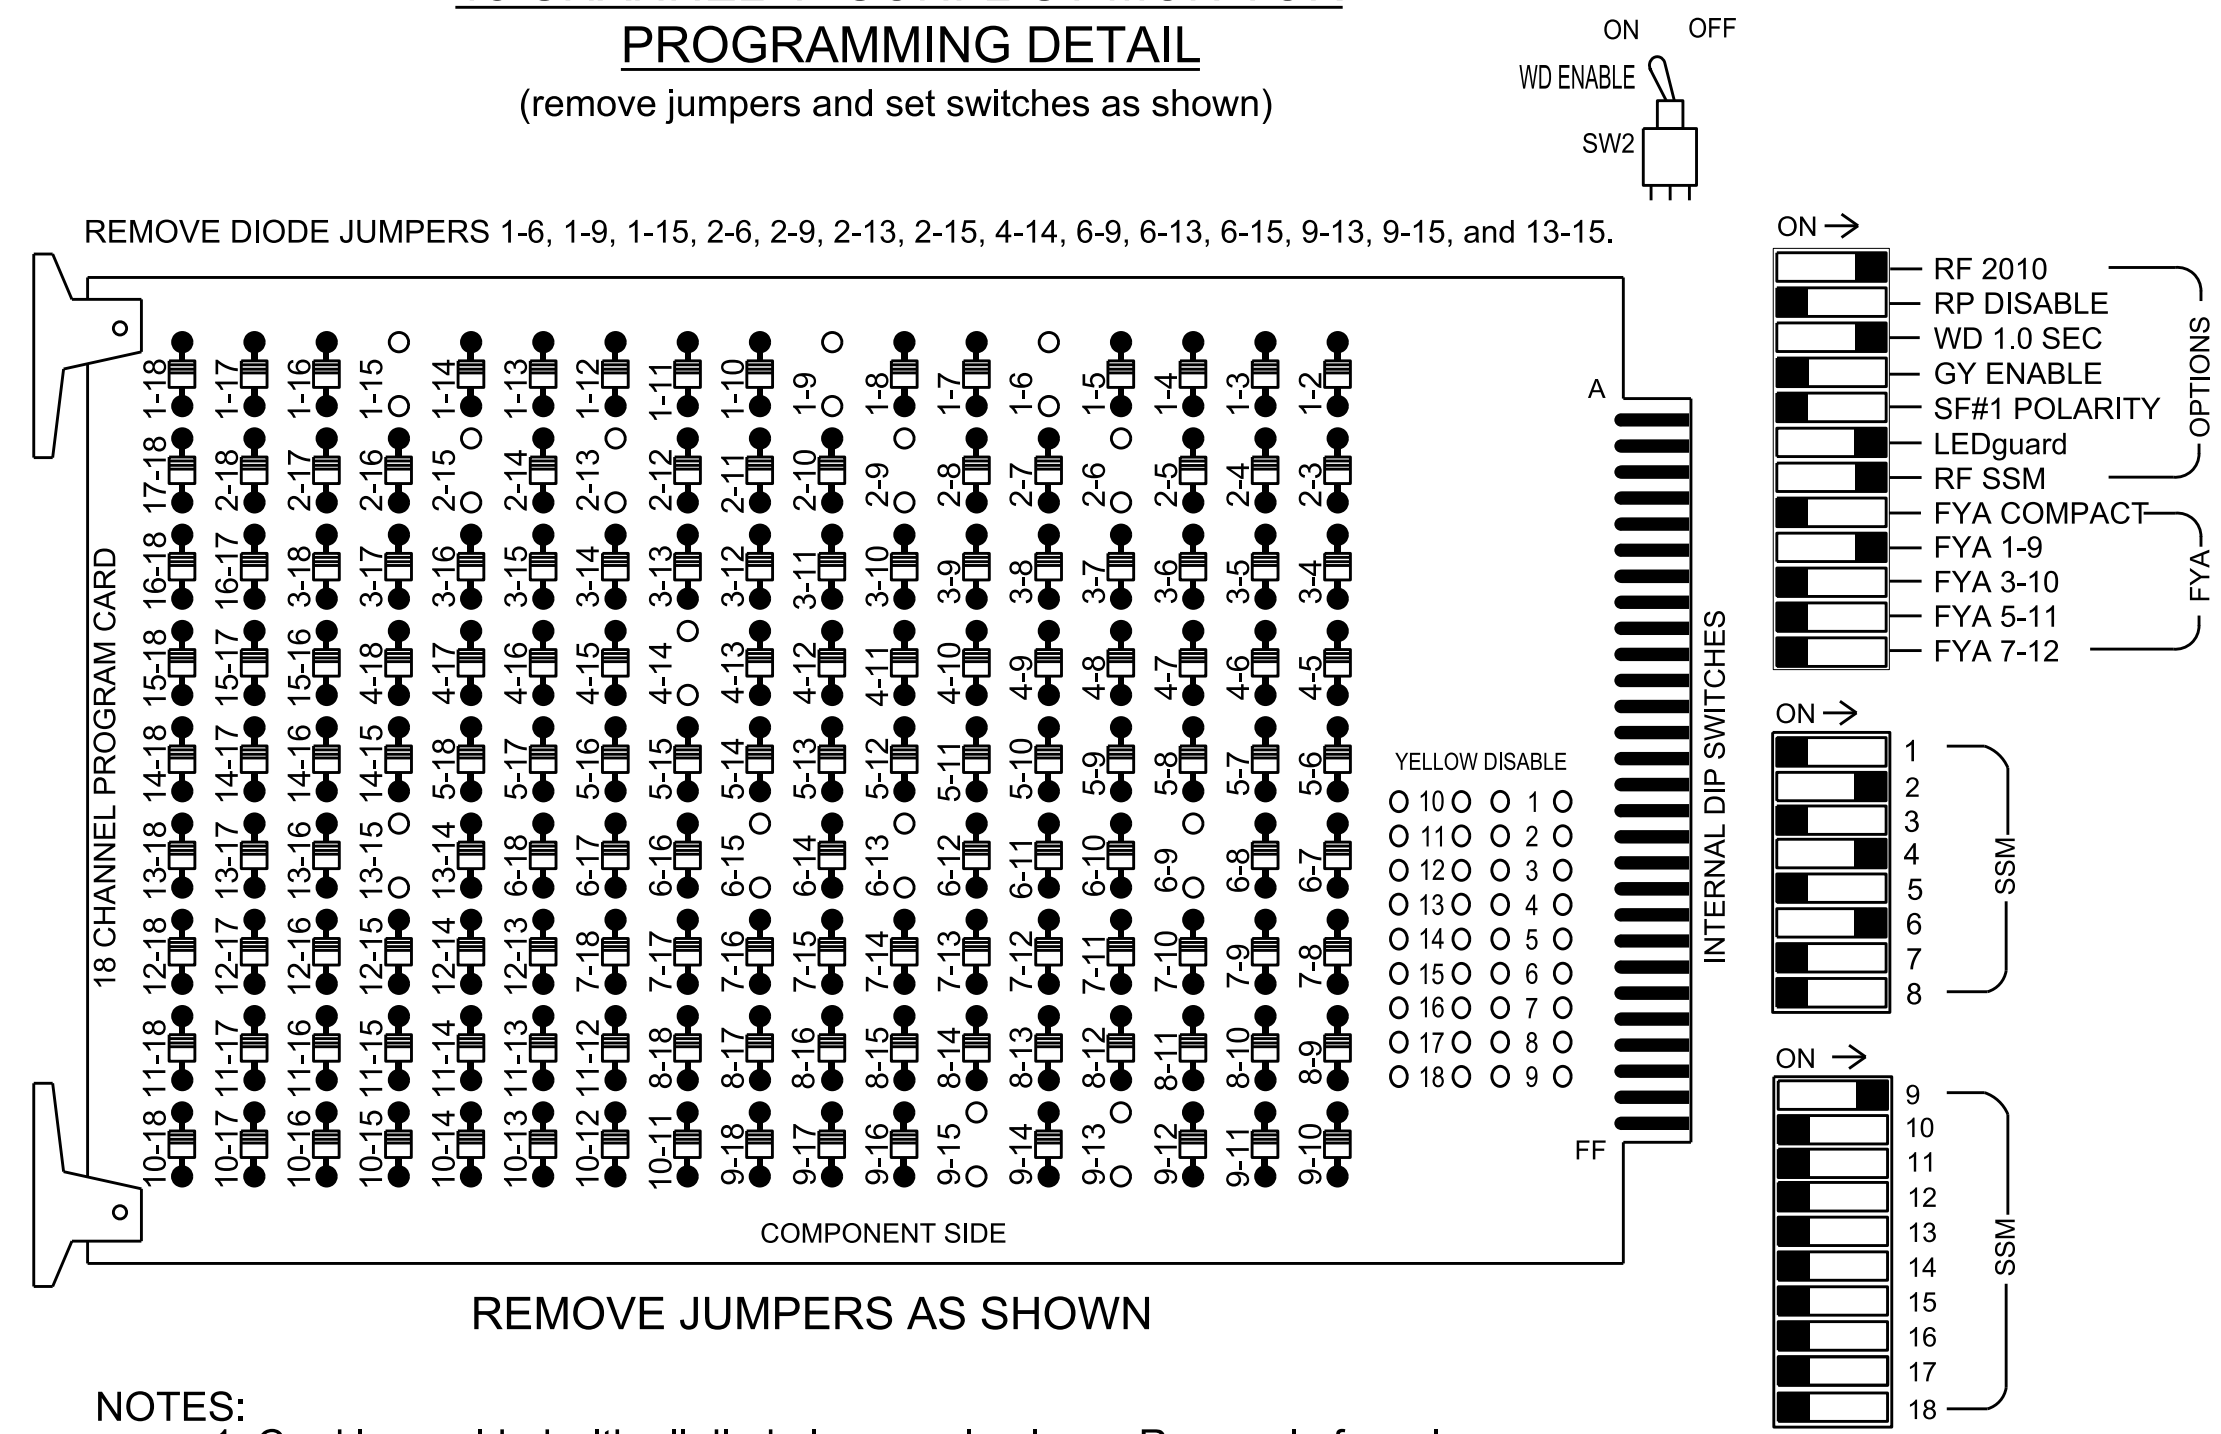 PROGRAMMING DETAIL
(remove jumpers and set switches as shown)
ON OFF
WD ENABLE
SW2
REMOVE DIODE JUMPERS 1-6, 1-9, 1-15, 2-6, 2-9, 2-13, 2-15, 4-14, 6-9, 6-13, 6-15, 9-13, 9-15, and 13-15.
18 CHANNEL PROGRAM CARD
1-18 1-17 1-16 1-15 1-14 1-13 1-12 1-11 1-10 1-9 1-8 1-7 1-6 1-5 1-4 1-3 1-2
17-18 2-18 2-17 2-16 2-15 2-14 2-13 2-12 2-11 2-10 2-9 2-8 2-7 2-6 2-5 2-4 2-3
16-18 16-17 3-18 3-17 3-16 3-15 3-14 3-13 3-12 3-11 3-10 3-9 3-8 3-7 3-6 3-5 3-4
15-18 15-17 15-16 4-18 4-17 4-16 4-15 4-14 4-13 4-12 4-11 4-10 4-9 4-8 4-7 4-6 4-5
14-18 14-17 14-16 14-15 5-18 5-17 5-16 5-15 5-14 5-13 5-12 5-11 5-10 5-9 5-8 5-7 5-6
13-18 13-17 13-16 13-15 13-14 6-18 6-17 6-16 6-15 6-14 6-13 6-12 6-11 6-10 6-9 6-8 6-7
12-18 12-17 12-16 12-15 12-14 12-13 7-18 7-17 7-16 7-15 7-14 7-13 7-12 7-11 7-10 7-9 7-8
11-18 11-17 11-16 11-15 11-14 11-13 11-12 8-18 8-17 8-16 8-15 8-14 8-13 8-12 8-11 8-10 8-9
10-18 10-17 10-16 10-15 10-14 10-13 10-12 10-11 9-18 9-17 9-16 9-15 9-14 9-13 9-12 9-11 9-10
COMPONENT SIDE
A
FF
YELLOW DISABLE
10 1
11 2
12 3
13 4
14 5
15 6
16 7
17 8
18 9
INTERNAL DIP SWITCHES
ON
RF 2010
RP DISABLE
WD 1.0 SEC
GY ENABLE
SF#1 POLARITY
LEDguard
RF SSM
FYA COMPACT
FYA 1-9
FYA 3-10
FYA 5-11
FYA 7-12
OPTIONS
FYA
ON
1
2
3
4
5
6
7
8
SSM
ON
9
10
11
12
13
14
15
16
17
18
SSM
REMOVE JUMPERS AS SHOWN
NOTES: